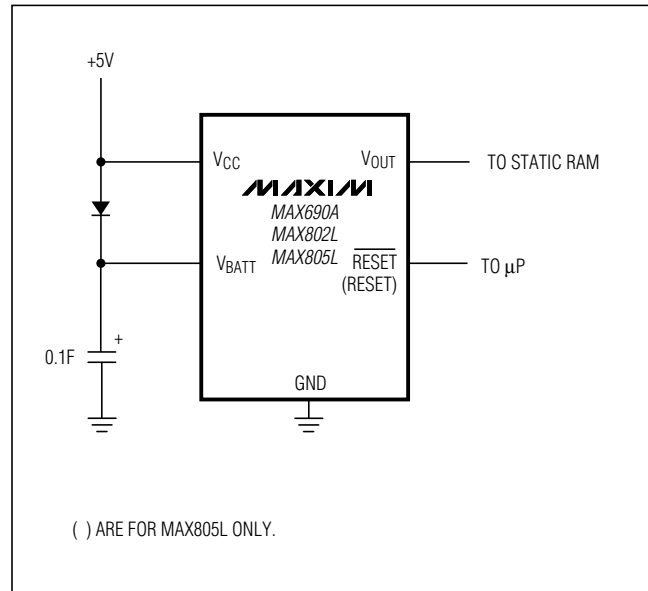 +5V
VCC
VOUT
TO STATIC RAM
MAXIM
MAX690A
MAX802L
MAX805L
VBATT
RESET
(RESET)
TO µP
0.1F
+
GND
( ) ARE FOR MAX805L ONLY.